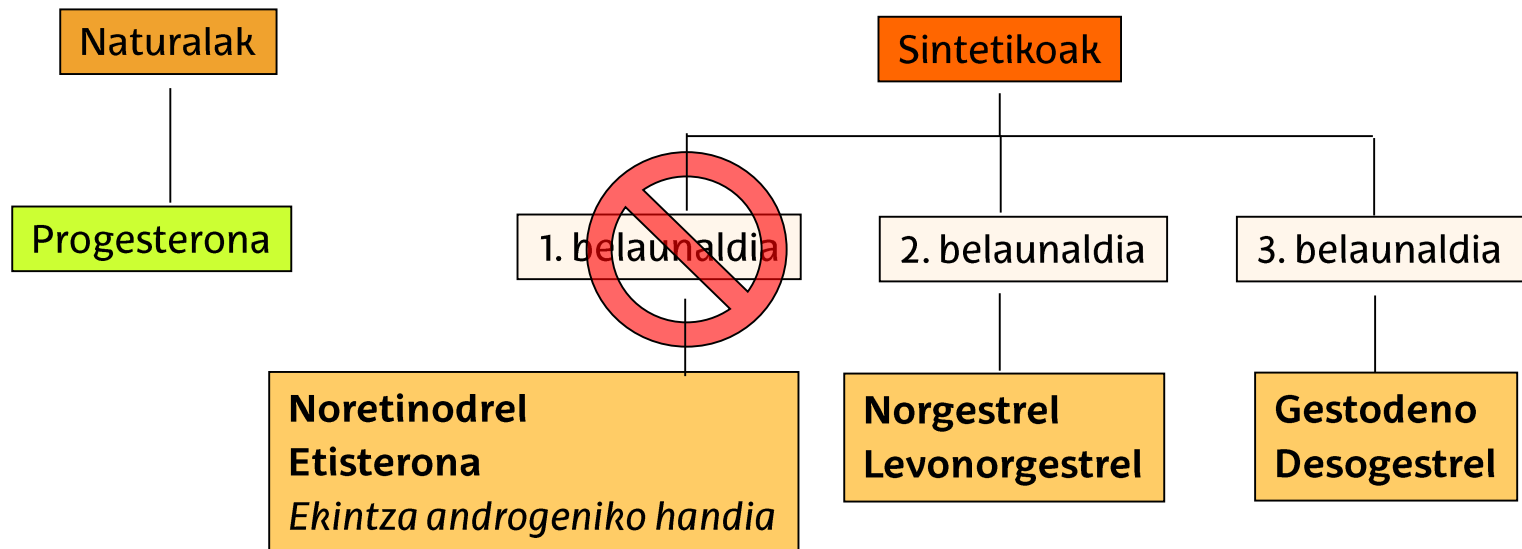 Naturalak
Sintetikoak
Progesterona
1. belaunaldia
2. belaunaldia
3. belaunaldia
Noretinodrel
Etisterona
Ekintza androgeniko handia
Norgestrel
Levonorgestrel
Gestodeno
Desogestrel